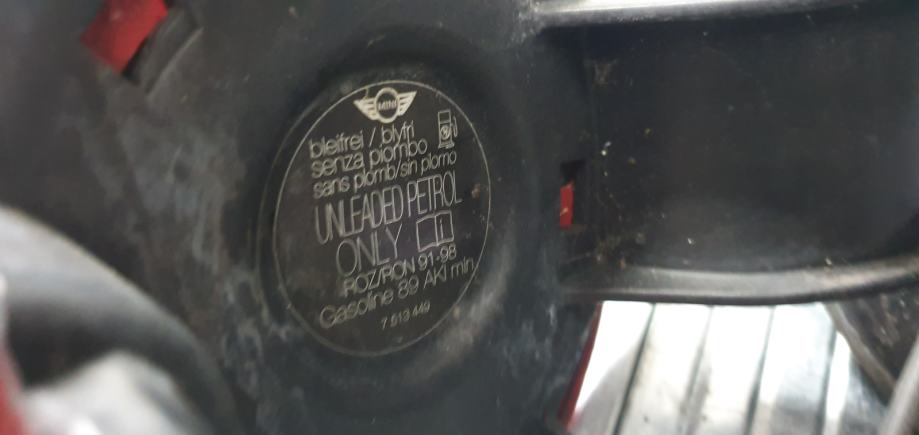 MINI
bleifrei / blyfri
senza piombo
sans plomb/sin plomo
UNLEADED PETROL
ONLY
ROZ/RON 91-98
Gasoline 89 AKI min.
7 513 449